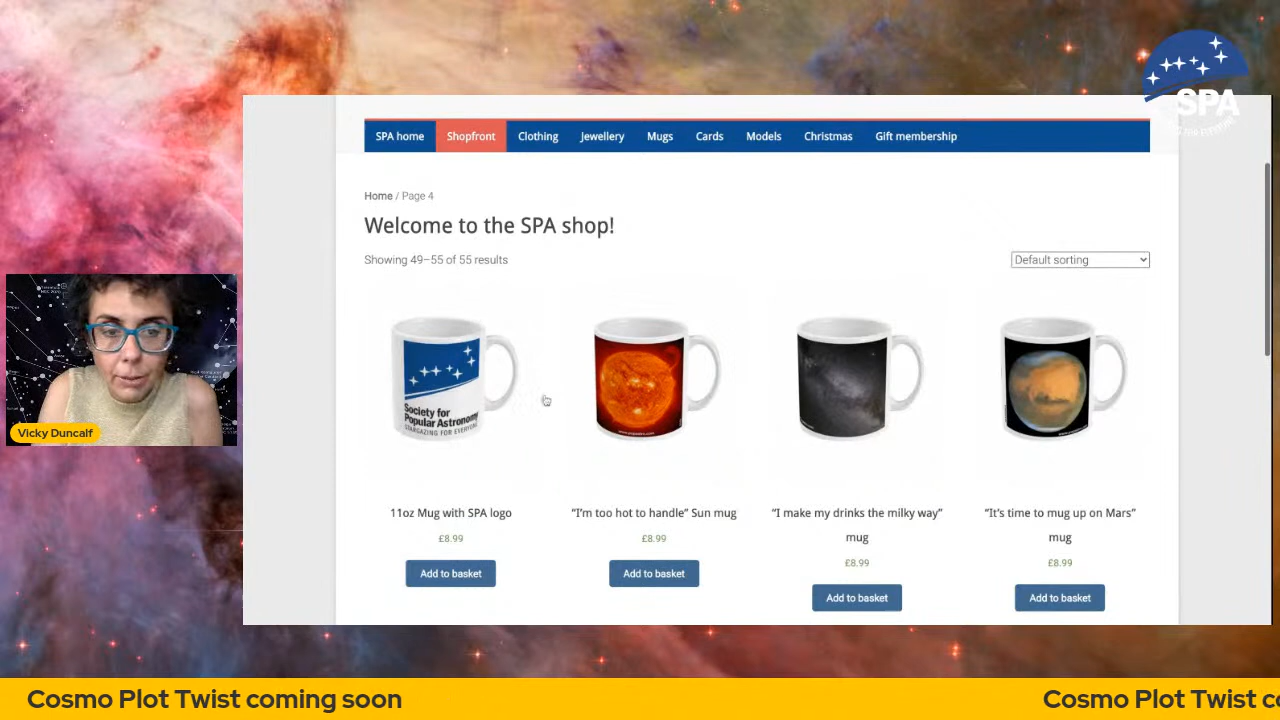 SPA
SPA home Shopfront Clothing Jewellery Mugs Cards Models Christmas Gift membership
Home / Page 4
Welcome to the SPA shop!
Showing 49–55 of 55 results
Default sorting
Society for
Popular Astronomy
STARGAZING FOR EVERYONE
11oz Mug with SPA logo
£8.99
Add to basket
“I’m too hot to handle” Sun mug
£8.99
Add to basket
“I make my drinks the milky way”
mug
£8.99
Add to basket
“It’s time to mug up on Mars”
mug
£8.99
Add to basket
Vicky Duncalf
Cosmo Plot Twist coming soon
Cosmo Plot Twist co